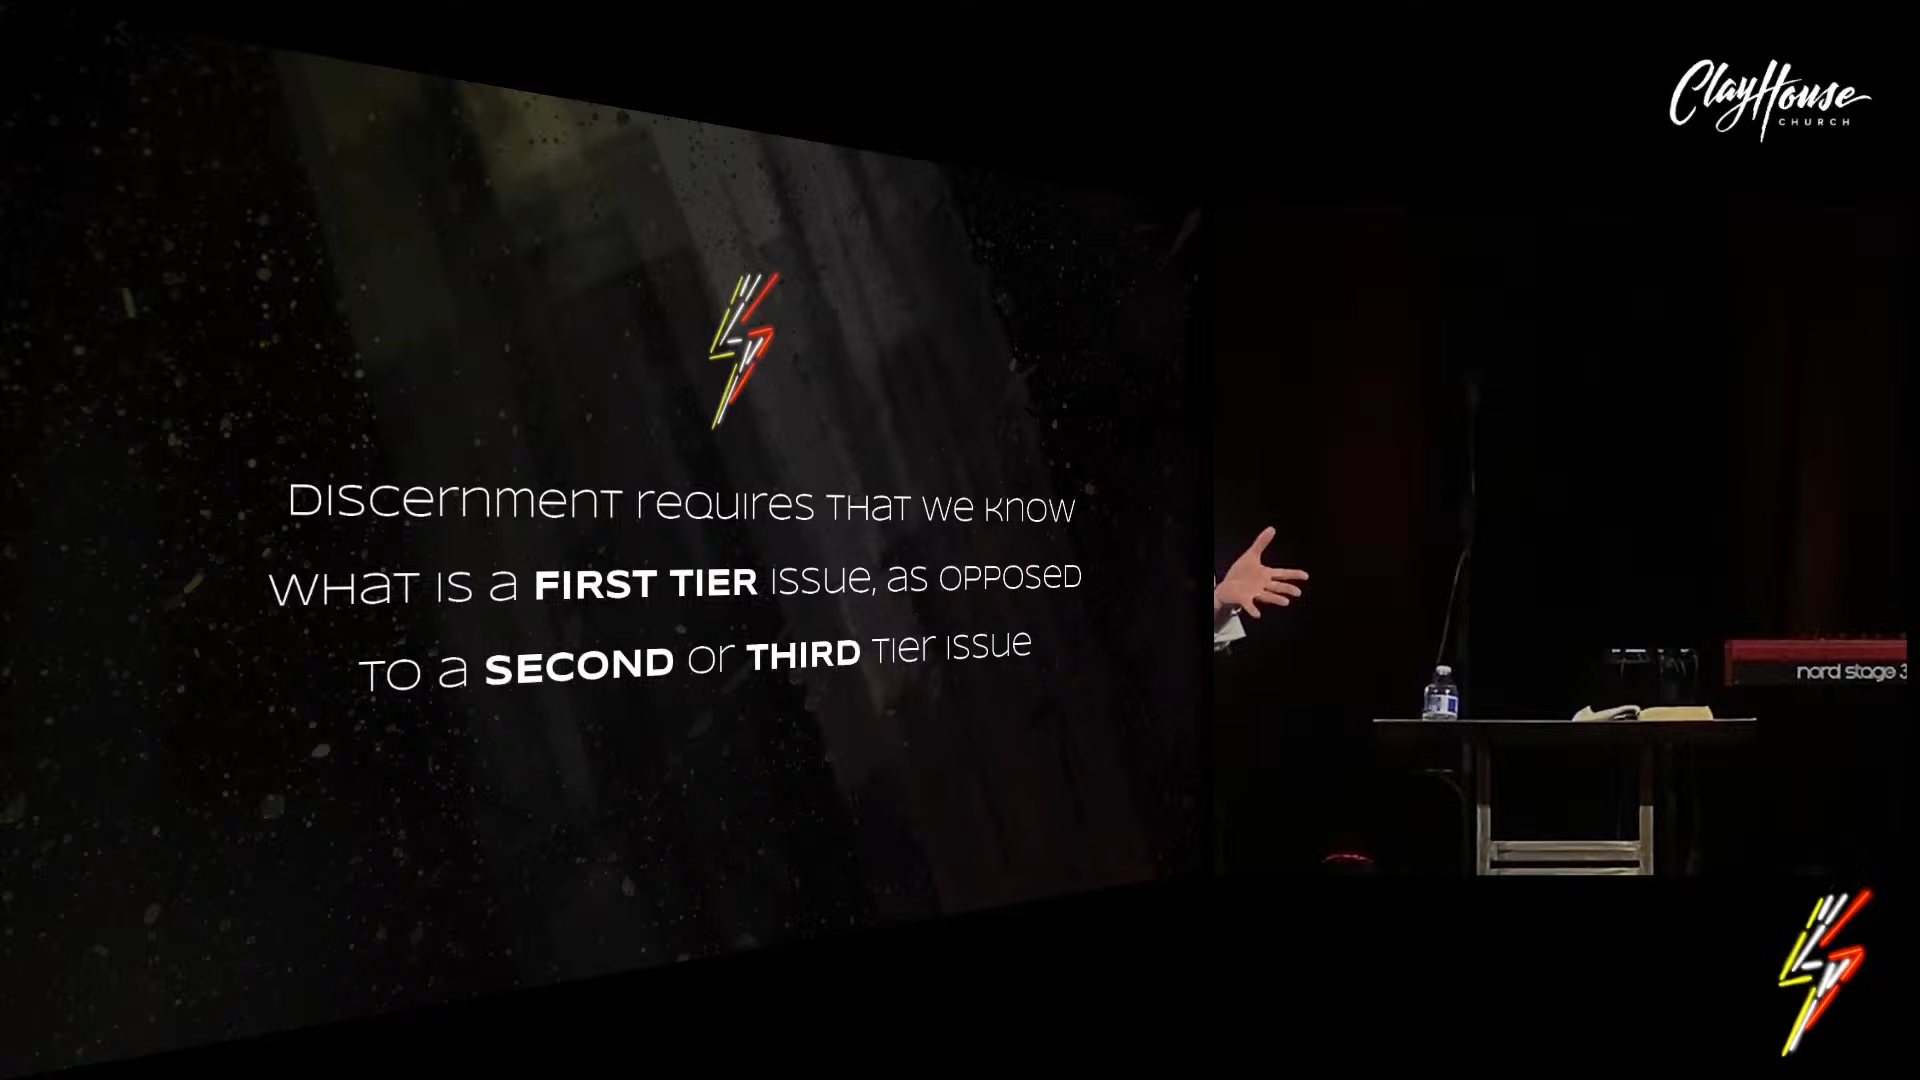 ClayHouse
CHURCH
DISCERNMENT REQUIRES THAT WE KNOW
WHAT IS A FIRST TIER ISSUE, AS OPPOSED
TO A SECOND OR THIRD TIER ISSUE
nord stage 3